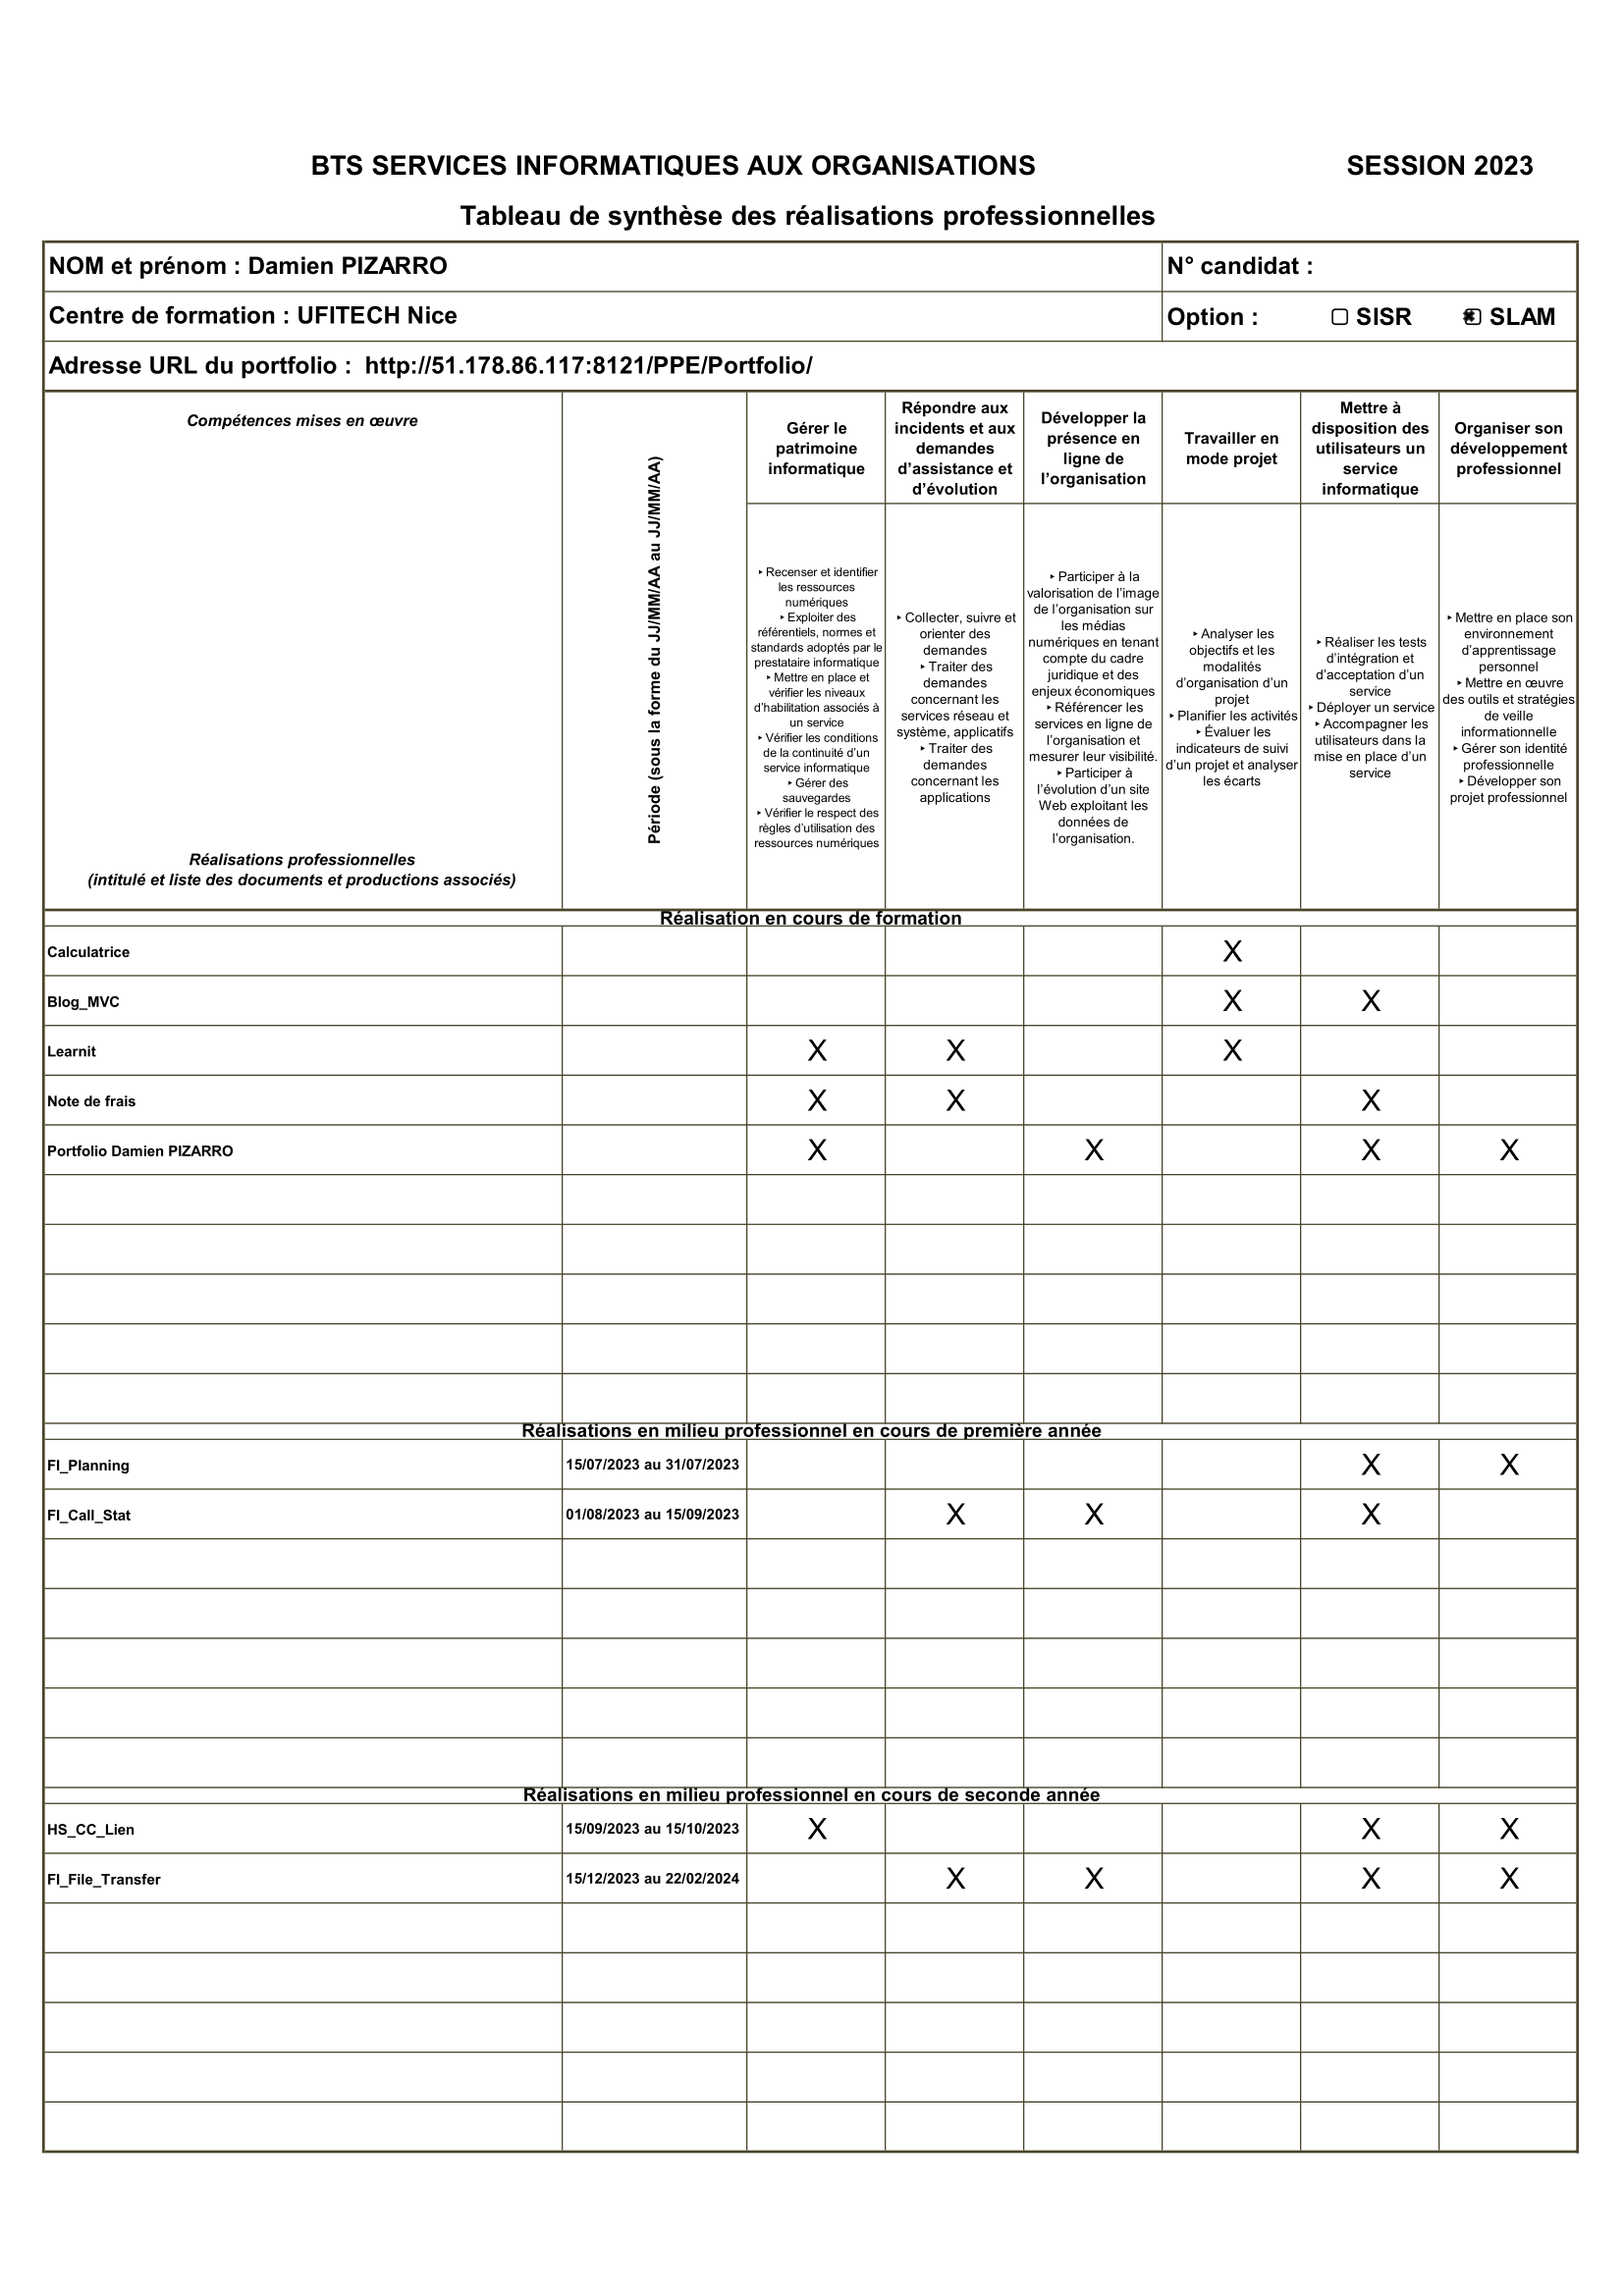 BTS SERVICES INFORMATIQUES AUX ORGANISATIONS SESSION 2023
Tableau de synthèse des réalisations professionnelles
NOM et prénom : Damien PIZARRO
N° candidat :
Centre de formation : UFITECH Nice
Option : SISR SLAM
Adresse URL du portfolio : http://51.178.86.117:8121/PPE/Portfolio/
Compétences mises en œuvre
Réalisations professionnelles
(intitulé et liste des documents et productions associés)
Période (sous la forme du JJ/MM/AA au JJ/MM/AA)
Gérer le
patrimoine
informatique
Répondre aux
incidents et aux
demandes
d’assistance et
d’évolution
Développer la
présence en
ligne de
l’organisation
Travailler en
mode projet
Mettre à
disposition des
utilisateurs un
service
informatique
Organiser son
développement
professionnel
‣ Recenser et identifier
les ressources
numériques
‣ Exploiter des
référentiels, normes et
standards adoptés par le
prestataire informatique
‣ Mettre en place et
vérifier les niveaux
d’habilitation associés à
un service
‣ Vérifier les conditions
de la continuité d’un
service informatique
‣ Gérer des
sauvegardes
‣ Vérifier le respect des
règles d’utilisation des
ressources numériques
‣ Collecter, suivre et
orienter des
demandes
‣ Traiter des
demandes
concernant les
services réseau et
système, applicatifs
‣ Traiter des
demandes
concernant les
applications
‣ Participer à la
valorisation de l’image
de l’organisation sur
les médias
numériques en tenant
compte du cadre
juridique et des
enjeux économiques
‣ Référencer les
services en ligne de
l’organisation et
mesurer leur visibilité.
‣ Participer à
l’évolution d’un site
Web exploitant les
données de
l’organisation.
‣ Analyser les
objectifs et les
modalités
d’organisation d’un
projet
‣ Planifier les activités
‣ Évaluer les
indicateurs de suivi
d’un projet et analyser
les écarts
‣ Réaliser les tests
d’intégration et
d’acceptation d’un
service
‣ Déployer un service
‣ Accompagner les
utilisateurs dans la
mise en place d’un
service
‣ Mettre en place son
environnement
d’apprentissage
personnel
‣ Mettre en œuvre
des outils et stratégies
de veille
informationnelle
‣ Gérer son identité
professionnelle
‣ Développer son
projet professionnel
Réalisation en cours de formation
Calculatrice X
Blog_MVC X X
Learnit X X X
Note de frais X X X
Portfolio Damien PIZARRO X X X X
Réalisations en milieu professionnel en cours de première année
FI_Planning 15/07/2023 au 31/07/2023 X X
FI_Call_Stat 01/08/2023 au 15/09/2023 X X X
Réalisations en milieu professionnel en cours de seconde année
HS_CC_Lien 15/09/2023 au 15/10/2023 X X X
FI_File_Transfer 15/12/2023 au 22/02/2024 X X X X